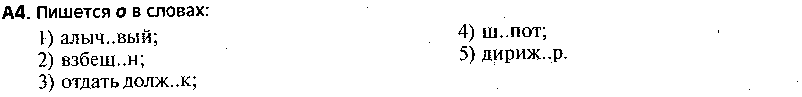 А4. Пишется о в словах:
1) алыч..вый;
2) взбеш..н;
3) отдать долж..к;
4) ш..пот;
5) дириж..р.